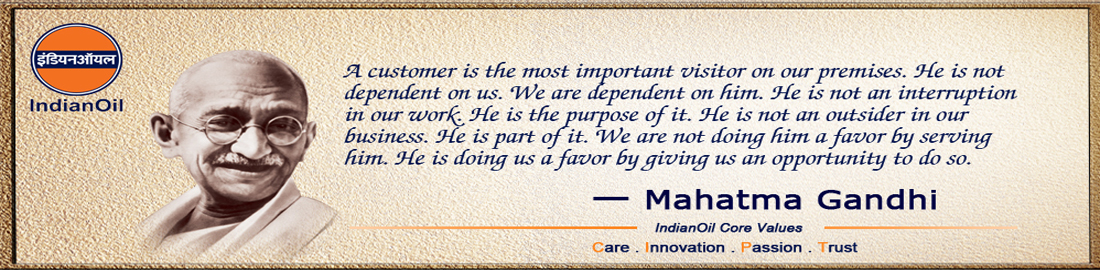 इंडियनऑयल
IndianOil
A customer is the most important visitor on our premises. He is not
dependent on us. We are dependent on him. He is not an interruption
in our work. He is the purpose of it. He is not an outsider in our
business. He is part of it. We are not doing him a favor by serving
him. He is doing us a favor by giving us an opportunity to do so.
— Mahatma Gandhi
IndianOil Core Values
Care . Innovation . Passion . Trust